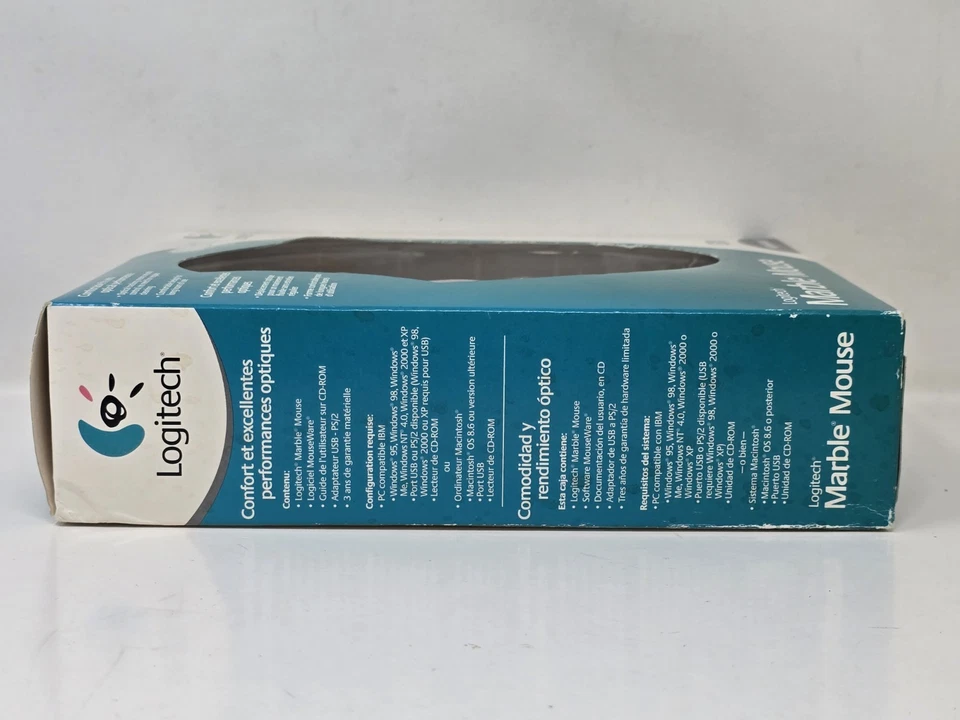 Logitech®
Confort et excellentes
performances optiques
Contenu:
• Logitech® Marble® Mouse
• Logiciel MouseWare®
• Guide de l'utilisateur sur CD-ROM
• Adaptateur USB - PS/2
• 3 ans de garantie matérielle
Configuration requise:
• PC compatible IBM
• Windows® 95, Windows® 98, Windows®
Me, Windows NT® 4.0, Windows® 2000 et XP
• Port USB ou PS/2 disponible (Windows® 98,
Windows® 2000 ou XP requis pour USB)
• Lecteur de CD-ROM
ou
• Ordinateur Macintosh®
• Macintosh® OS 8.6 ou version ultérieure
• Port USB
• Lecteur de CD-ROM
Comodidad y
rendimiento óptico
Esta caja contiene:
• Logitech® Marble® Mouse
• Software MouseWare®
• Documentación del usuario, en CD
• Adaptador de USB a PS/2
• Tres años de garantía de hardware limitada
Requisitos del sistema:
• PC compatible con IBM
• Windows® 95, Windows® 98, Windows®
Me, Windows NT® 4.0, Windows® 2000 o
Windows® XP
• Puerto USB o PS/2 disponible (USB
requiere Windows® 98, Windows® 2000 o
Windows® XP)
• Unidad de CD-ROM
—o BIEN—
• Sistema Macintosh®
• Macintosh® OS 8.6 o posterior
• Puerto USB
• Unidad de CD-ROM
Logitech®
Marble® Mouse
Logitech®
Marble Mouse